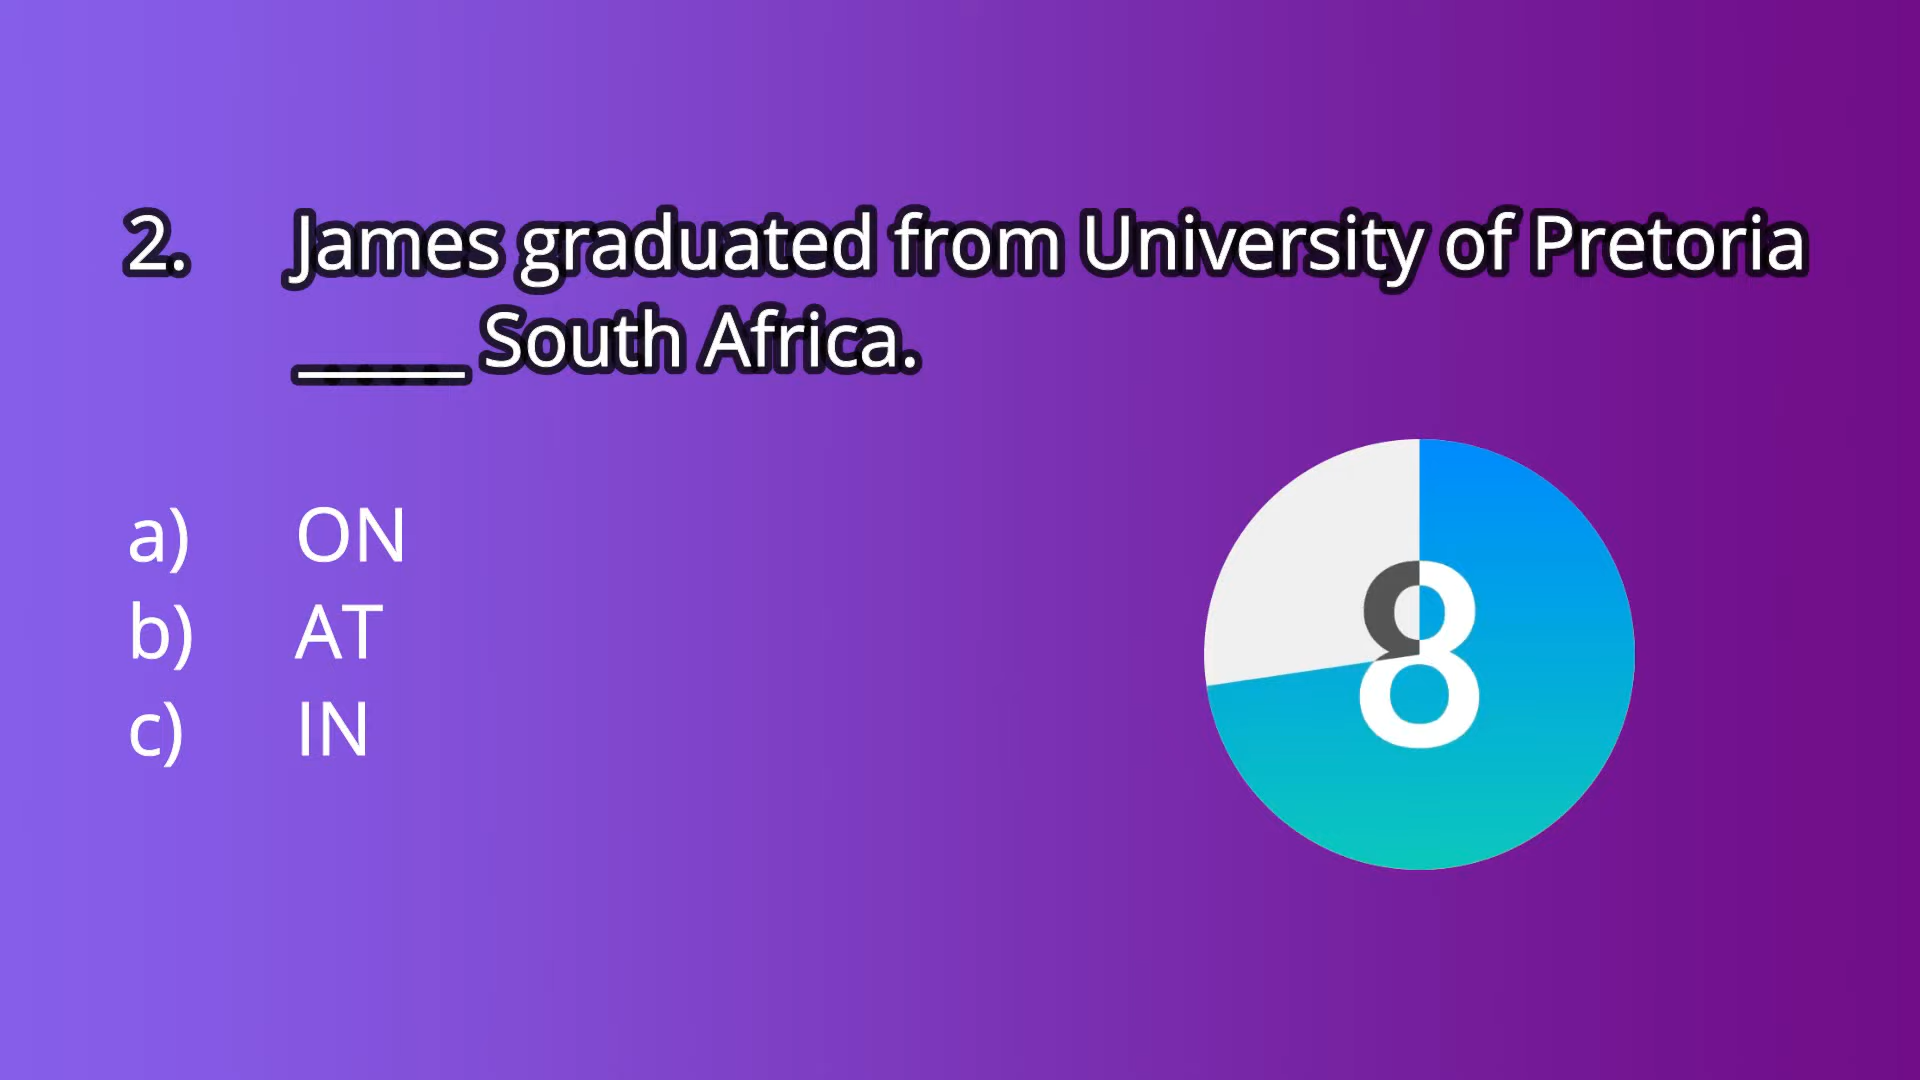 2. James graduated from University of Pretoria
_____ South Africa.
a) ON
b) AT
c) IN
8